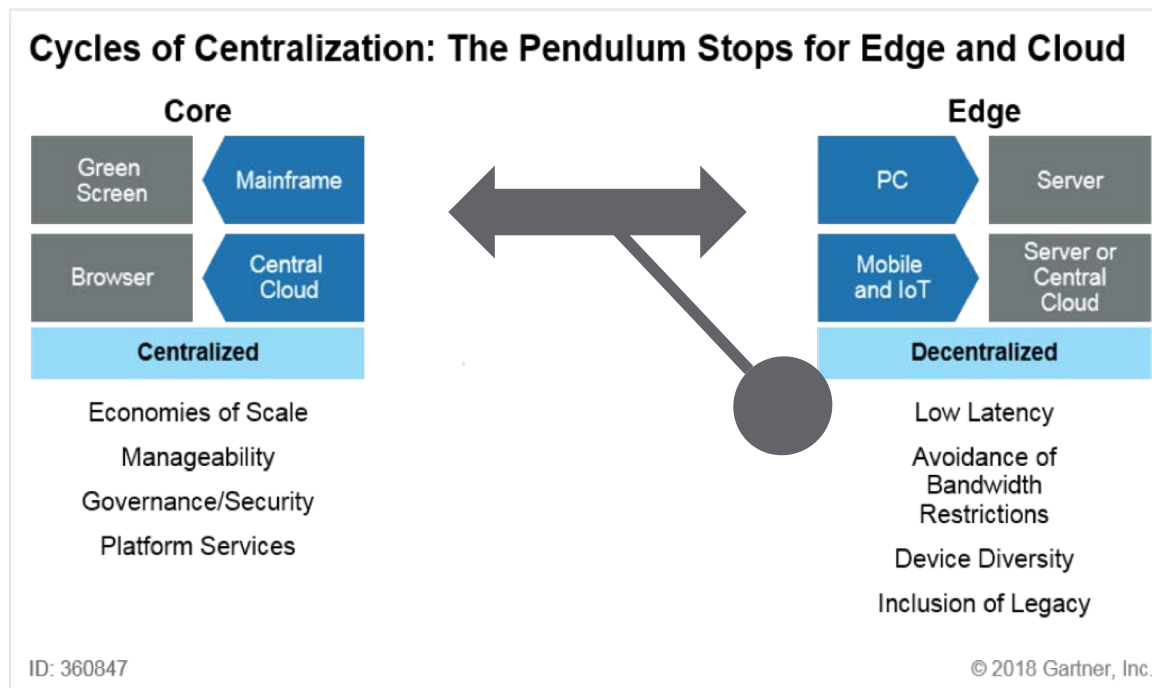 Cycles of Centralization: The Pendulum Stops for Edge and Cloud
Core
Green
Screen
Mainframe
Browser
Central
Cloud
Centralized
Economies of Scale
Manageability
Governance/Security
Platform Services
Edge
PC
Server
Mobile
and IoT
Server or
Central
Cloud
Decentralized
Low Latency
Avoidance of
Bandwidth
Restrictions
Device Diversity
Inclusion of Legacy
ID: 360847
© 2018 Gartner, Inc.